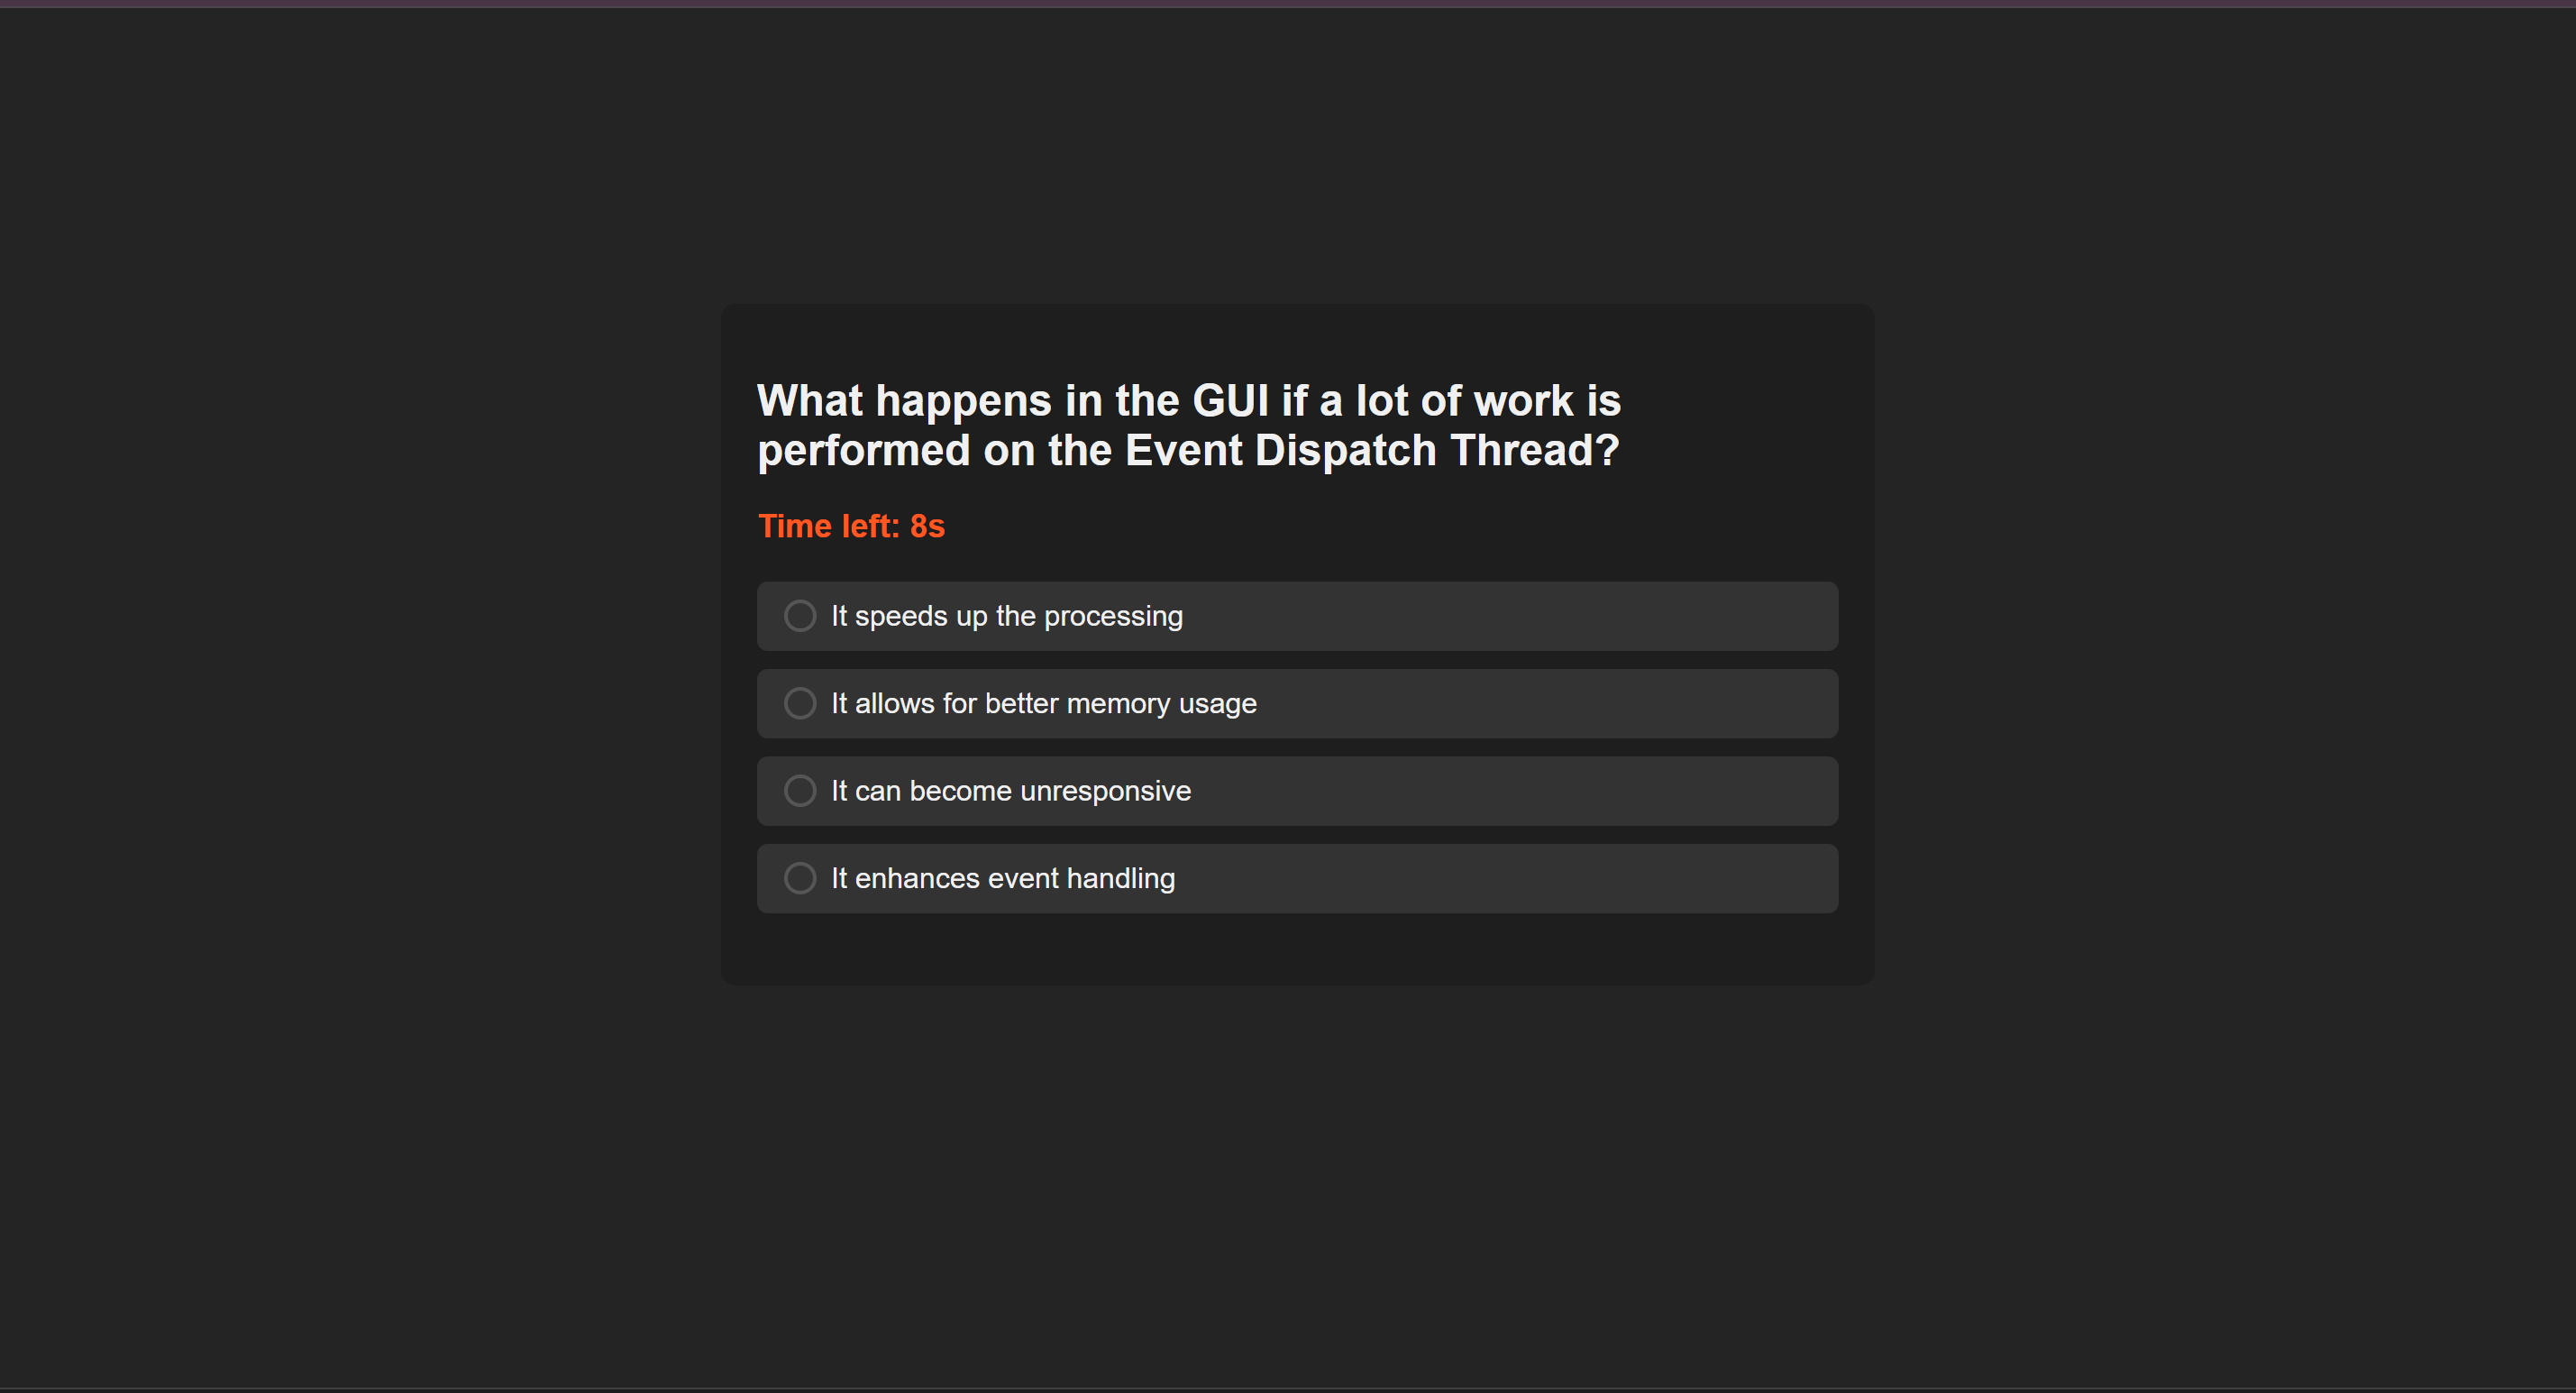 What happens in the GUI if a lot of work is
performed on the Event Dispatch Thread?
Time left: 8s
It speeds up the processing
It allows for better memory usage
It can become unresponsive
It enhances event handling